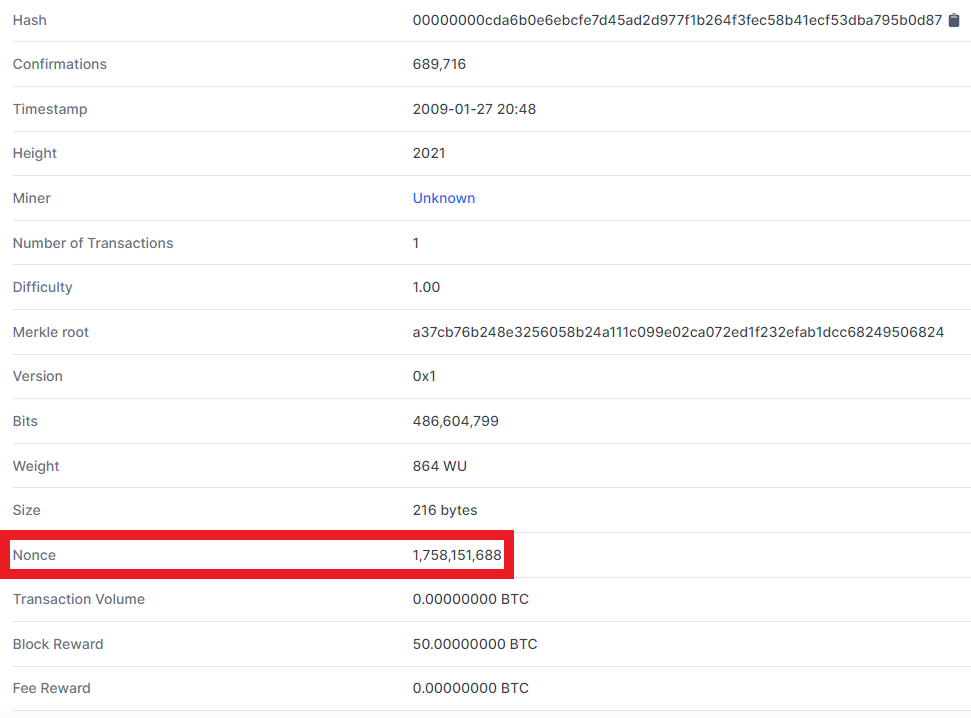 Hash 00000000cda6b0e6ebcfe7d45ad2d977f1b264f3fec58b41ecf53dba795b0d87
Confirmations 689,716
Timestamp 2009-01-27 20:48
Height 2021
Miner Unknown
Number of Transactions 1
Difficulty 1.00
Merkle root a37cb76b248e3256058b24a111c099e02ca072ed1f232efab1dcc68249506824
Version 0x1
Bits 486,604,799
Weight 864 WU
Size 216 bytes
Nonce 1,758,151,688
Transaction Volume 0.00000000 BTC
Block Reward 50.00000000 BTC
Fee Reward 0.00000000 BTC